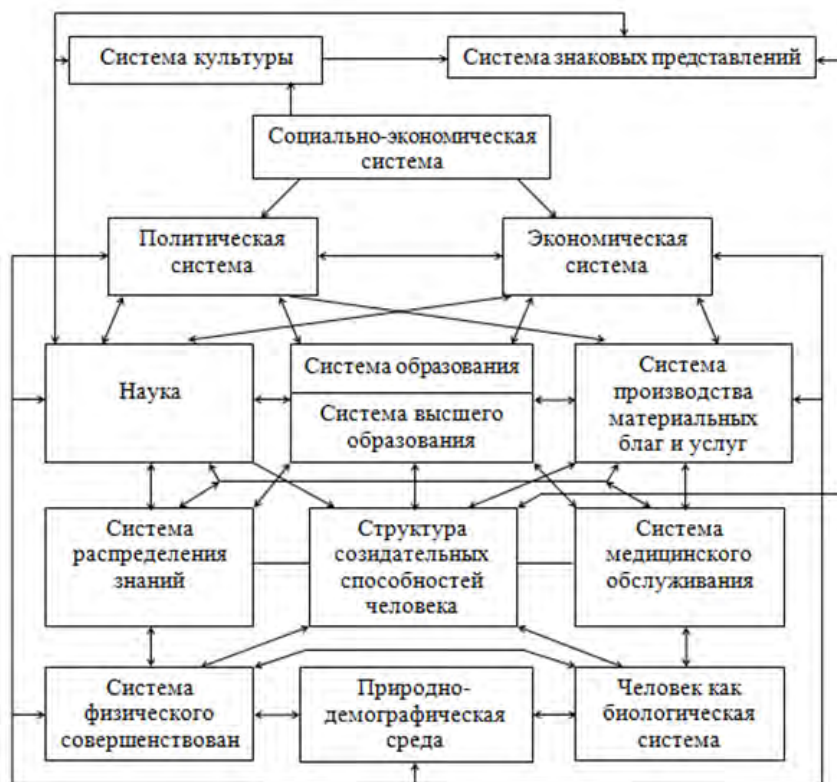 Система культуры
Система знаковых представлений
Социально-экономическая
система
Политическая
система
Экономическая
система
Наука
Система образования
Система высшего
образования
Система
производства
материальных
благ и услуг
Система
распределения
знаний
Структура
созидательных
способностей
человека
Система
медицинского
обслуживания
Система
физического
совершенствован
Природно-
демографическая
среда
Человек как
биологическая
система